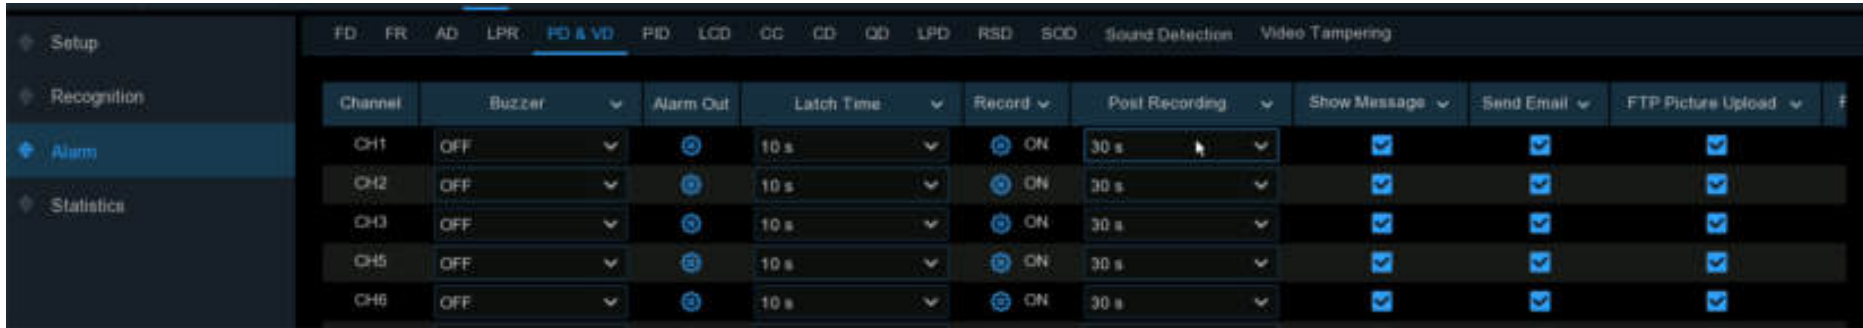 Setup
Recognition
Alarm
Statistics
FD FR AD LPR PD & VD PID LCD CC CD QD LPD RSD SOD Sound Detection Video Tampering
Channel Buzzer Alarm Out Latch Time Record Post Recording Show Message Send Email FTP Picture Upload F
CH1 OFF 10 s ON 30 s
CH2 OFF 10 s ON 30 s
CH3 OFF 10 s ON 30 s
CH5 OFF 10 s ON 30 s
CH6 OFF 10 s ON 30 s